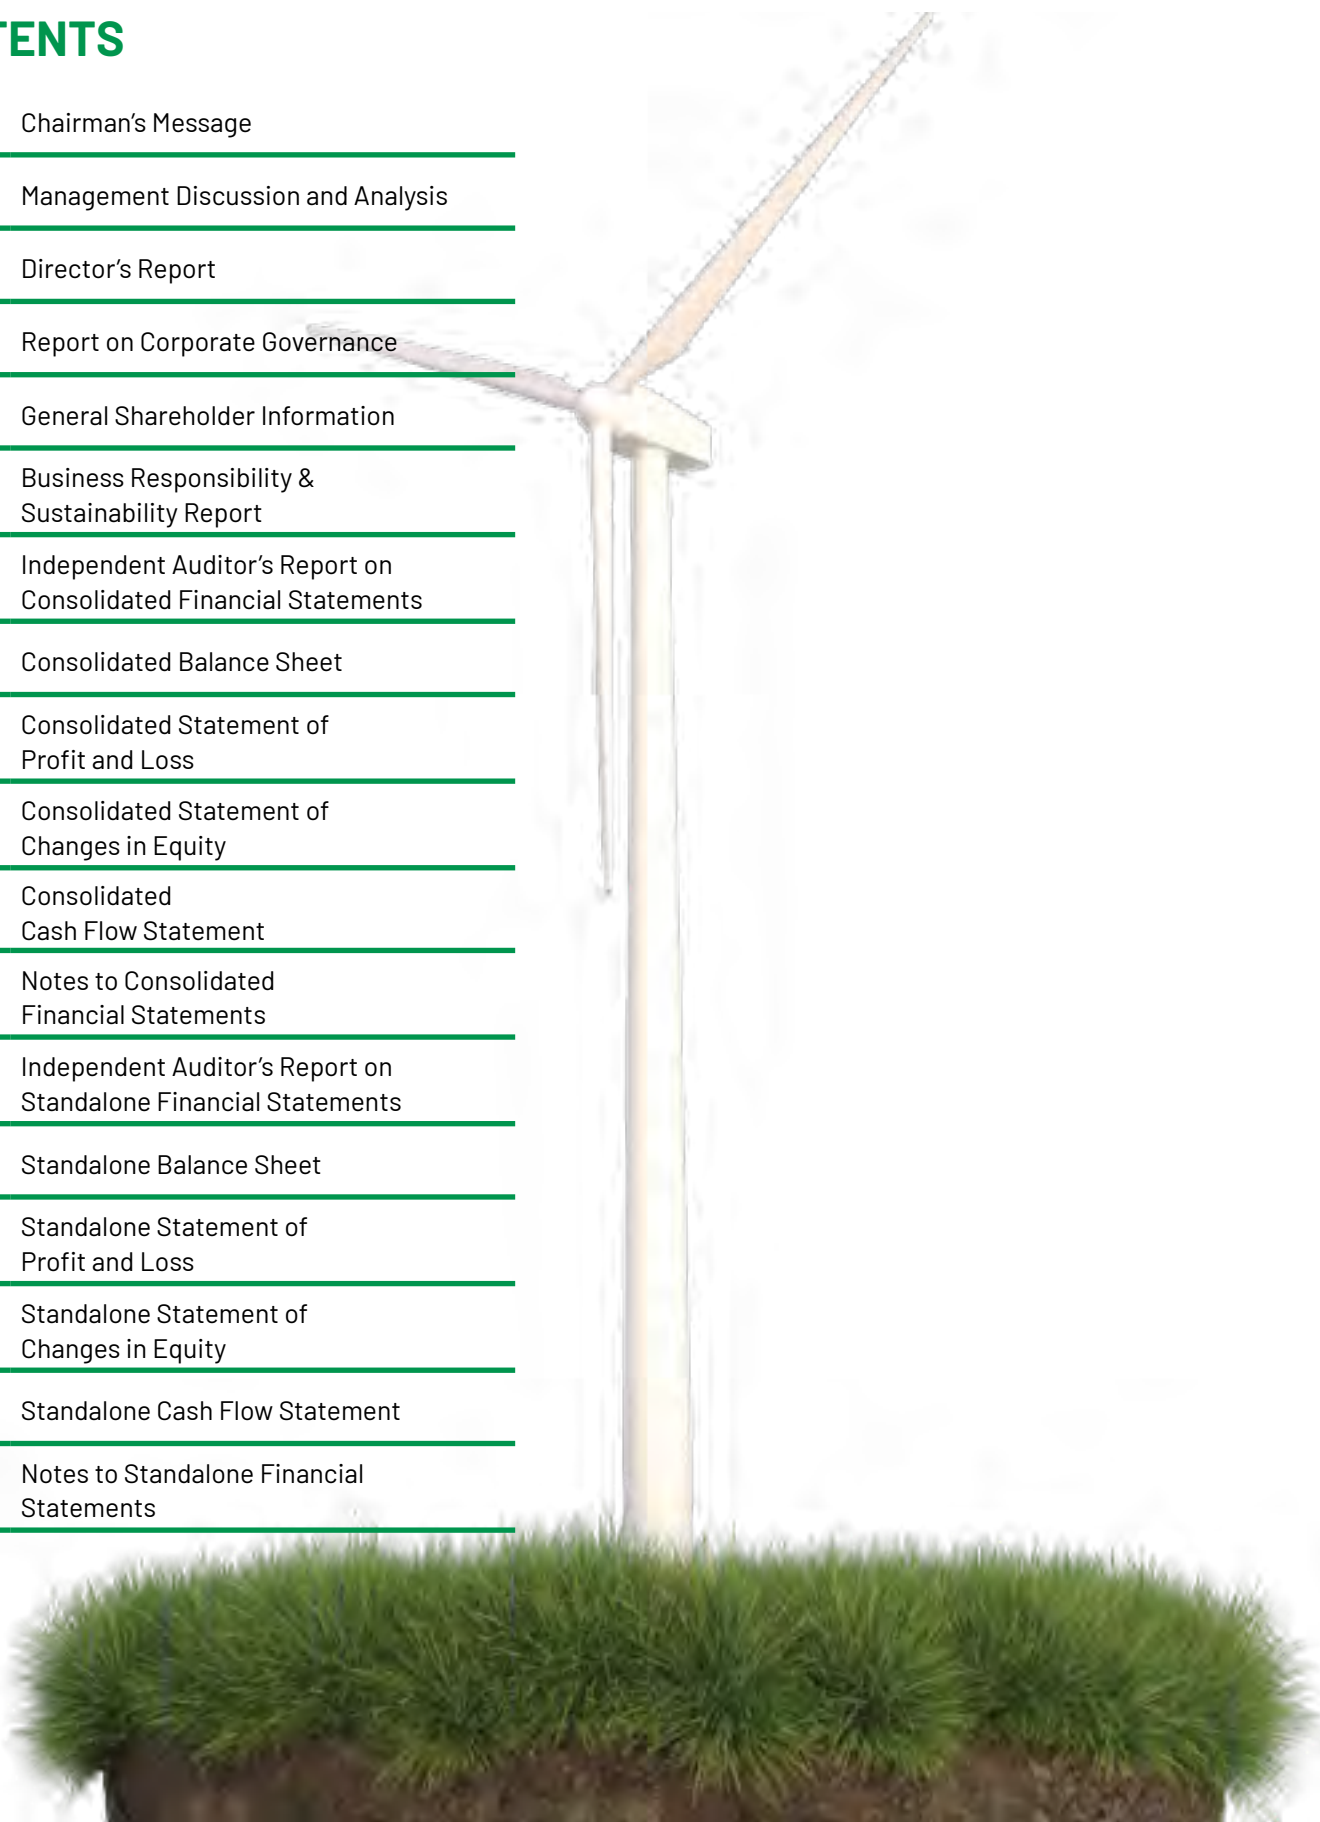 TENTS
Chairman's Message
Management Discussion and Analysis
Director's Report
Report on Corporate Governance
General Shareholder Information
Business Responsibility &
Sustainability Report
Independent Auditor's Report on
Consolidated Financial Statements
Consolidated Balance Sheet
Consolidated Statement of
Profit and Loss
Consolidated Statement of
Changes in Equity
Consolidated
Cash Flow Statement
Notes to Consolidated
Financial Statements
Independent Auditor's Report on
Standalone Financial Statements
Standalone Balance Sheet
Standalone Statement of
Profit and Loss
Standalone Statement of
Changes in Equity
Standalone Cash Flow Statement
Notes to Standalone Financial
Statements